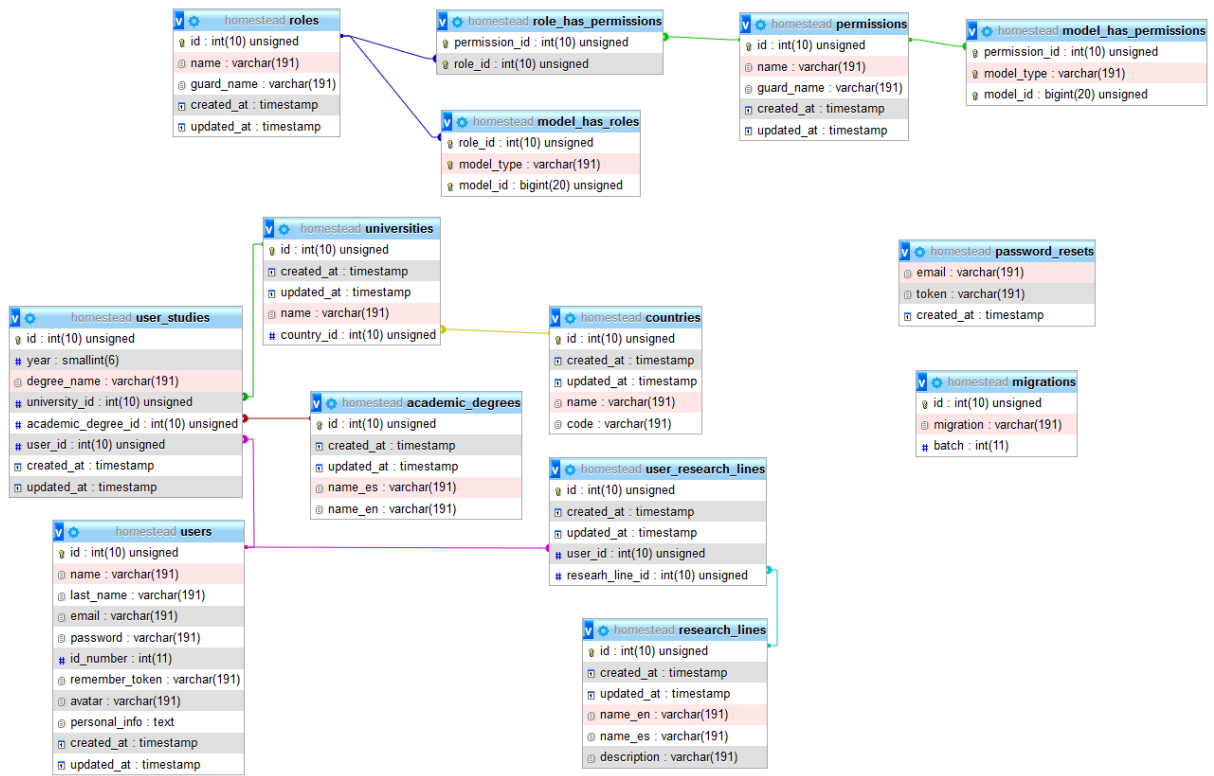 v homestead roles
id : int(10) unsigned
name : varchar(191)
guard_name : varchar(191)
created_at : timestamp
updated_at : timestamp
v homestead role_has_permissions
permission_id : int(10) unsigned
role_id : int(10) unsigned
v homestead permissions
id : int(10) unsigned
name : varchar(191)
guard_name : varchar(191)
created_at : timestamp
updated_at : timestamp
v homestead model_has_permissions
permission_id : int(10) unsigned
model_type : varchar(191)
model_id : bigint(20) unsigned
v homestead model_has_roles
role_id : int(10) unsigned
model_type : varchar(191)
model_id : bigint(20) unsigned
v homestead universities
id : int(10) unsigned
created_at : timestamp
updated_at : timestamp
name : varchar(191)
# country_id : int(10) unsigned
v homestead password_resets
email : varchar(191)
token : varchar(191)
created_at : timestamp
v homestead user_studies
id : int(10) unsigned
# year : smallint(6)
degree_name : varchar(191)
# university_id : int(10) unsigned
# academic_degree_id : int(10) unsigned
# user_id : int(10) unsigned
created_at : timestamp
updated_at : timestamp
v homestead countries
id : int(10) unsigned
created_at : timestamp
updated_at : timestamp
name : varchar(191)
code : varchar(191)
v homestead migrations
id : int(10) unsigned
migration : varchar(191)
# batch : int(11)
v homestead academic_degrees
id : int(10) unsigned
created_at : timestamp
updated_at : timestamp
name_es : varchar(191)
name_en : varchar(191)
v homestead user_research_lines
id : int(10) unsigned
created_at : timestamp
updated_at : timestamp
# user_id : int(10) unsigned
# researh_line_id : int(10) unsigned
v homestead users
id : int(10) unsigned
name : varchar(191)
last_name : varchar(191)
email : varchar(191)
password : varchar(191)
# id_number : int(11)
remember_token : varchar(191)
avatar : varchar(191)
personal_info : text
created_at : timestamp
updated_at : timestamp
v homestead research_lines
id : int(10) unsigned
created_at : timestamp
updated_at : timestamp
name_en : varchar(191)
name_es : varchar(191)
description : varchar(191)